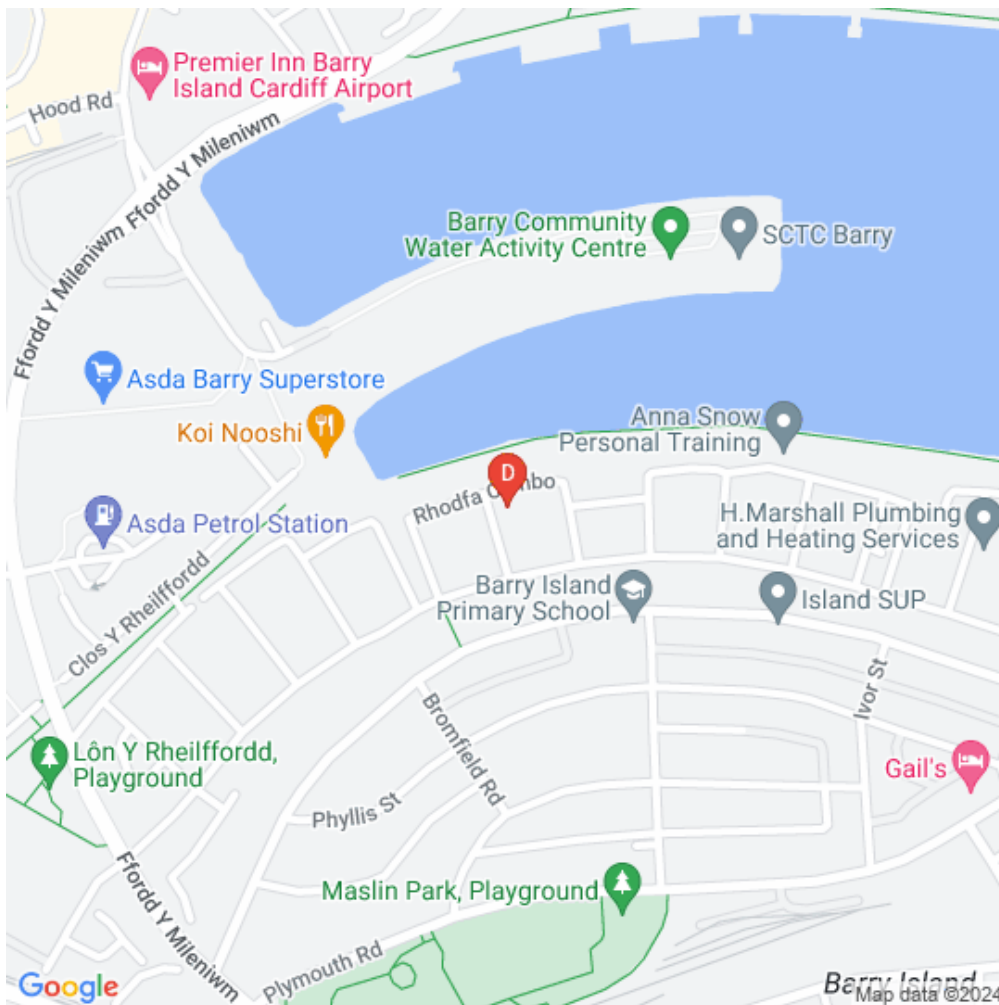 Premier Inn Barry
Island Cardiff Airport
Hood Rd
Ffordd Y Mileniwm
Ffordd Y Mileniwm
Ffordd Y Mileniwm
Barry Community
Water Activity Centre
SCTC Barry
Asda Barry Superstore
Koi Nooshi
Anna Snow
Personal Training
D
Rhodfa
Asda Petrol Station
H.Marshall Plumbing
and Heating Services
Clos Y Rheilffordd
Barry Island
Primary School
Island SUP
Ivor St
Bromfield Rd
Lôn Y Rheilffordd,
Playground
Gail's
Phyllis St
Maslin Park, Playground
Ffordd Y Mileniwm
Plymouth Rd
Google
Barry Island
Map data ©2024